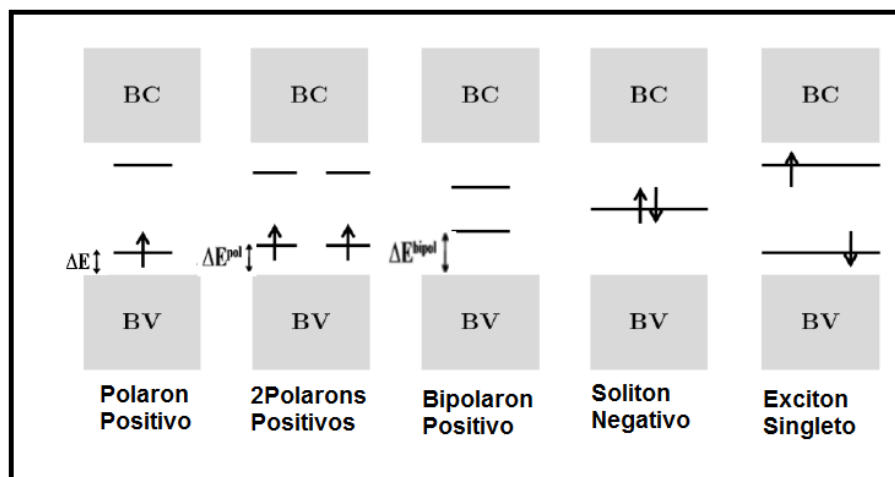 BC
BC
BC
BC
BC
ΔE
ΔE^pol
ΔE^bipol
BV
BV
BV
BV
BV
Polaron
Positivo
2Polarons
Positivos
Bipolaron
Positivo
Soliton
Negativo
Exciton
Singleto